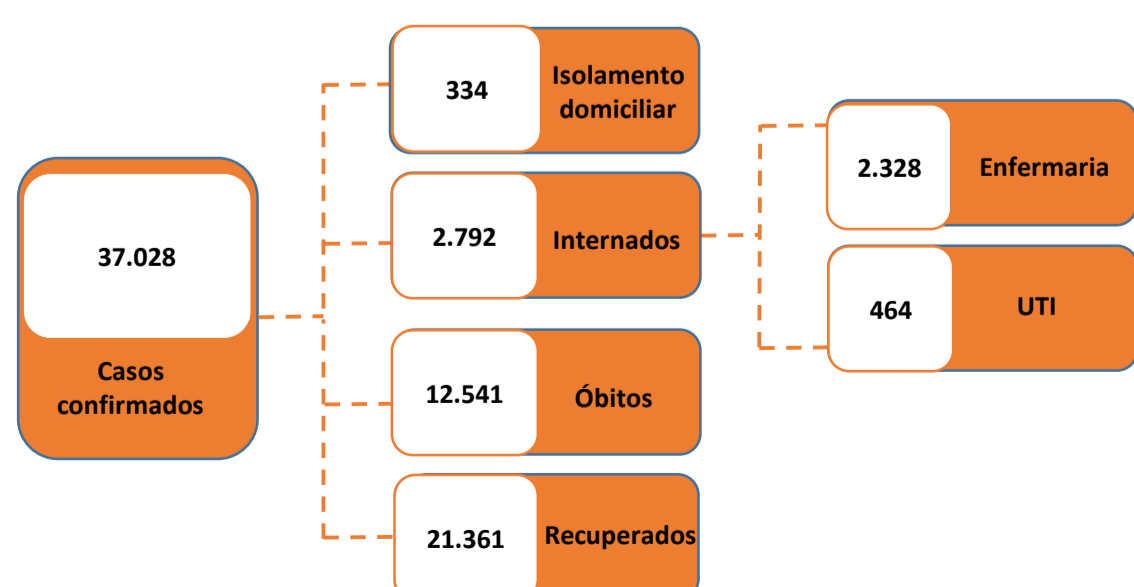 37.028
Casos
confirmados
334
Isolamento
domiciliar
2.792
Internados
12.541
Óbitos
21.361
Recuperados
2.328
Enfermaria
464
UTI